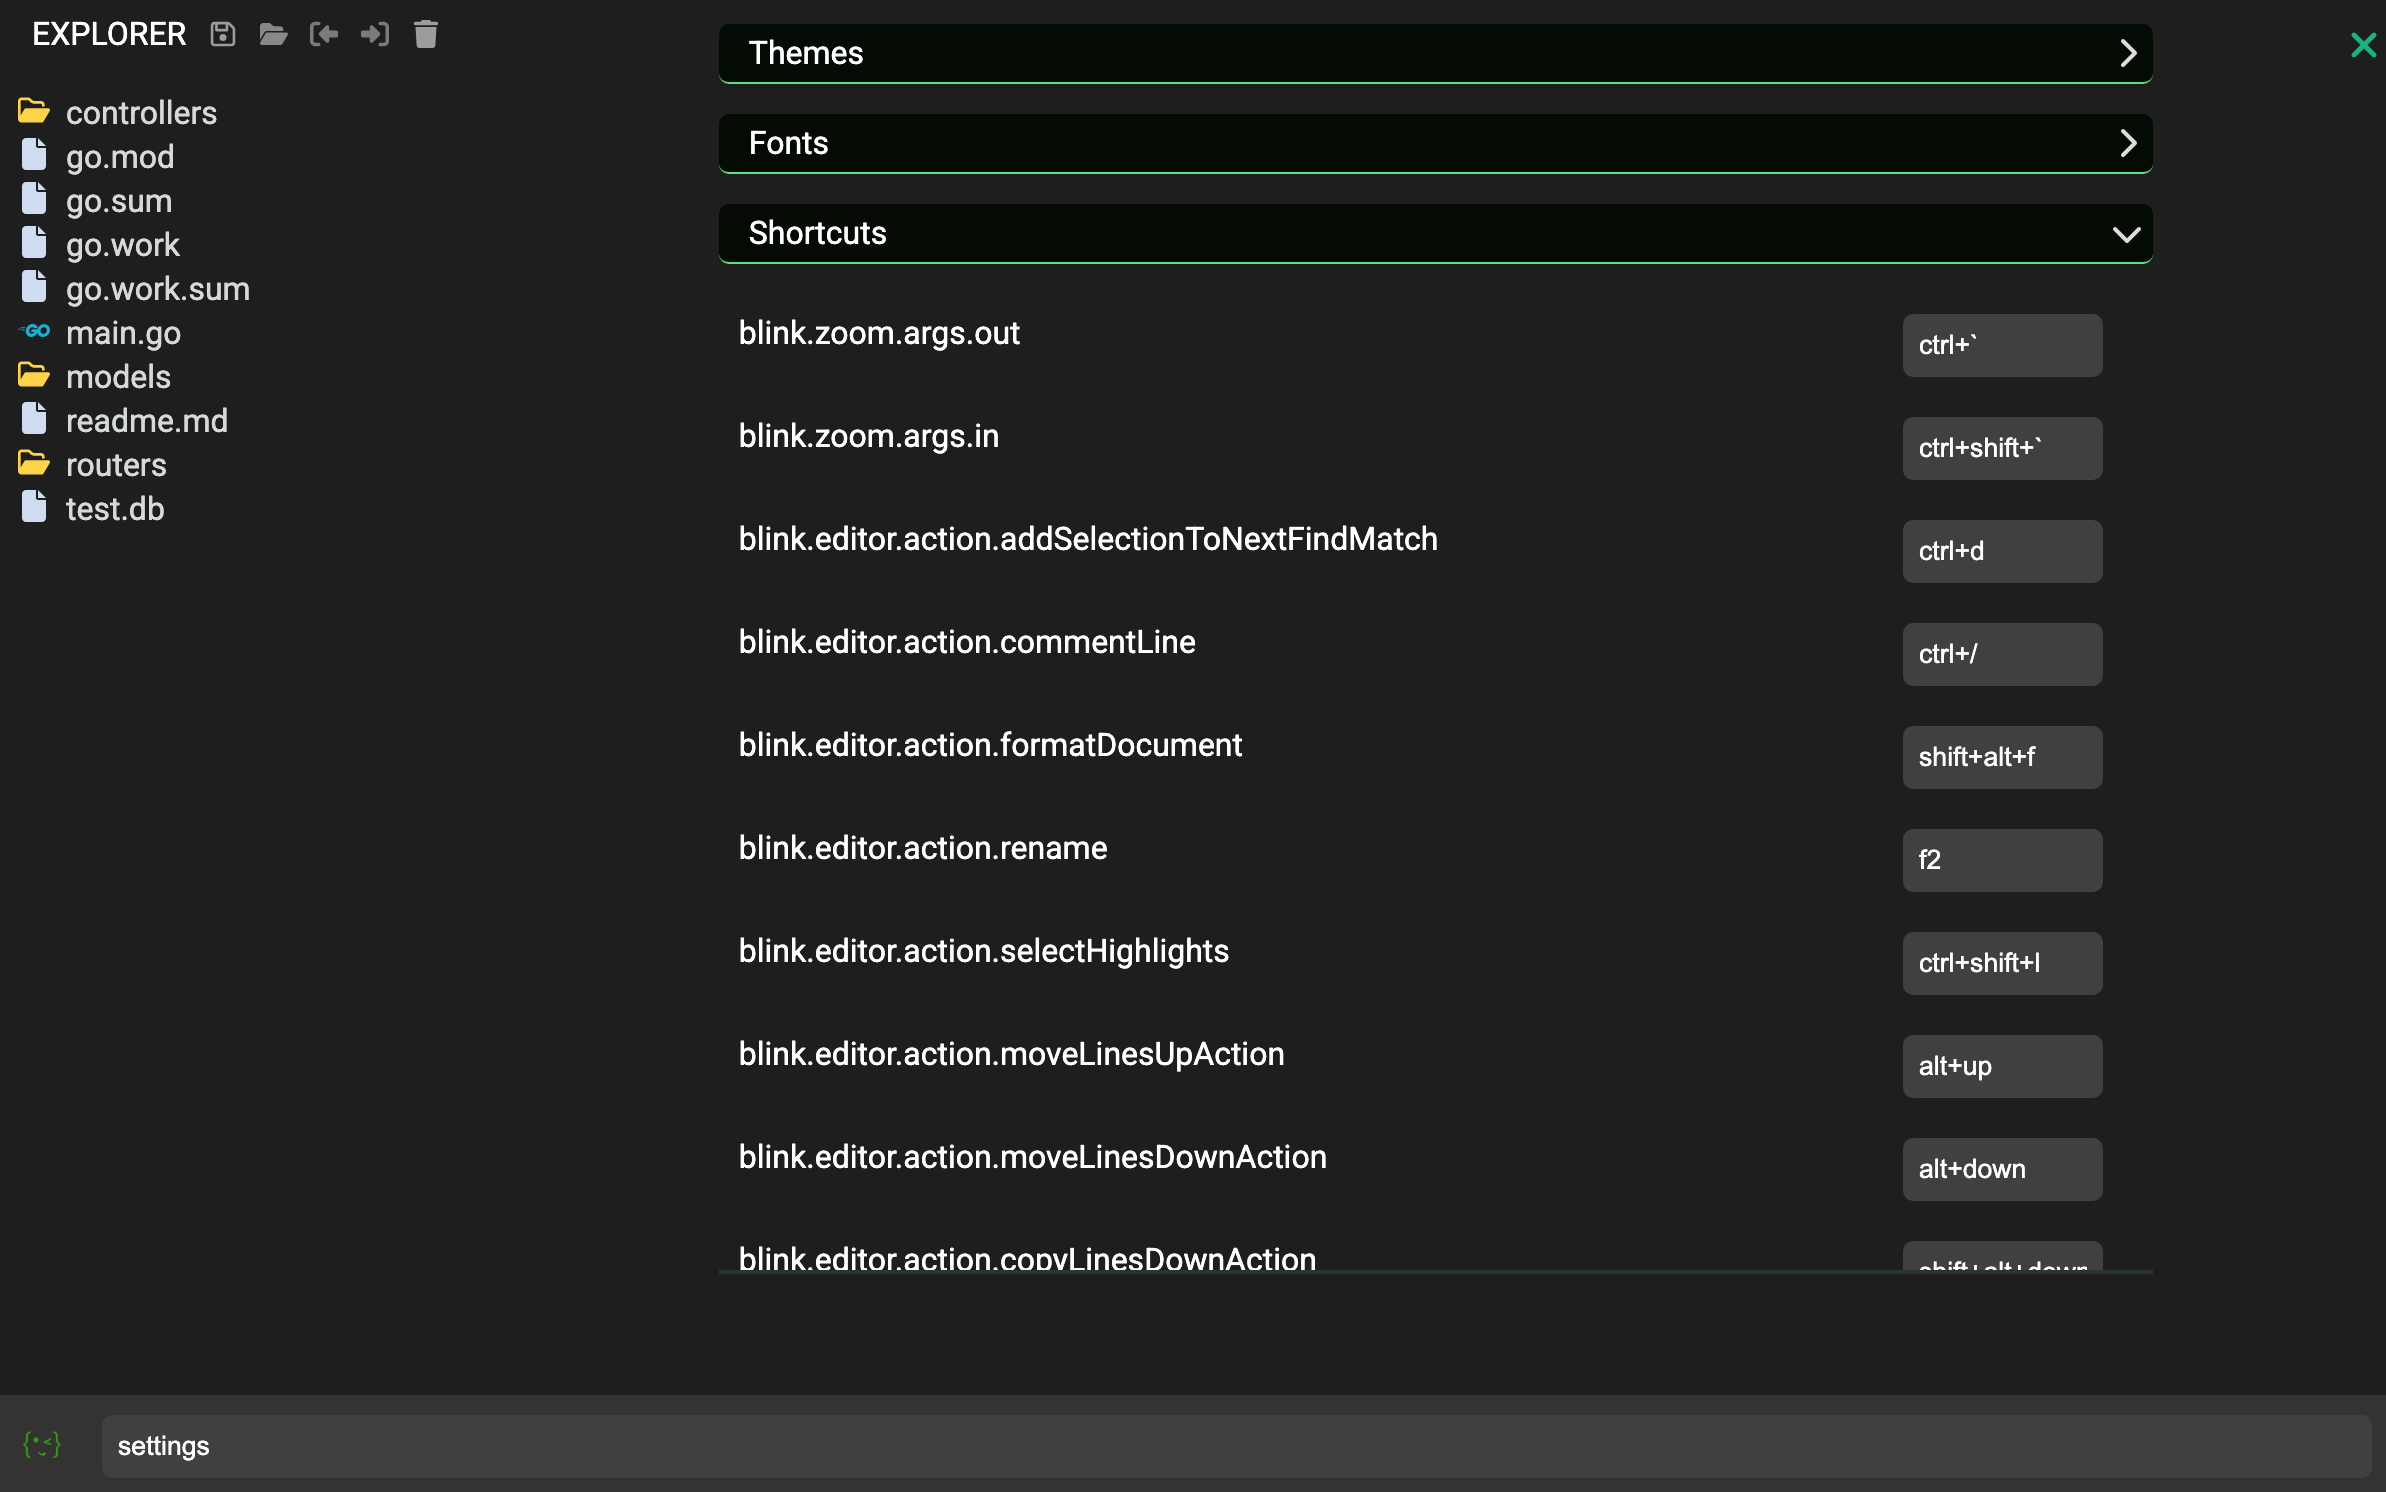 EXPLORER
controllers
go.mod
go.sum
go.work
go.work.sum
main.go
models
readme.md
routers
test.db
Themes
Fonts
Shortcuts
blink.zoom.args.out ctrl+`
blink.zoom.args.in ctrl+shift+`
blink.editor.action.addSelectionToNextFindMatch ctrl+d
blink.editor.action.commentLine ctrl+/
blink.editor.action.formatDocument shift+alt+f
blink.editor.action.rename f2
blink.editor.action.selectHighlights ctrl+shift+l
blink.editor.action.moveLinesUpAction alt+up
blink.editor.action.moveLinesDownAction alt+down
blink.editor.action.copyLinesDownAction shift+alt+down
settings